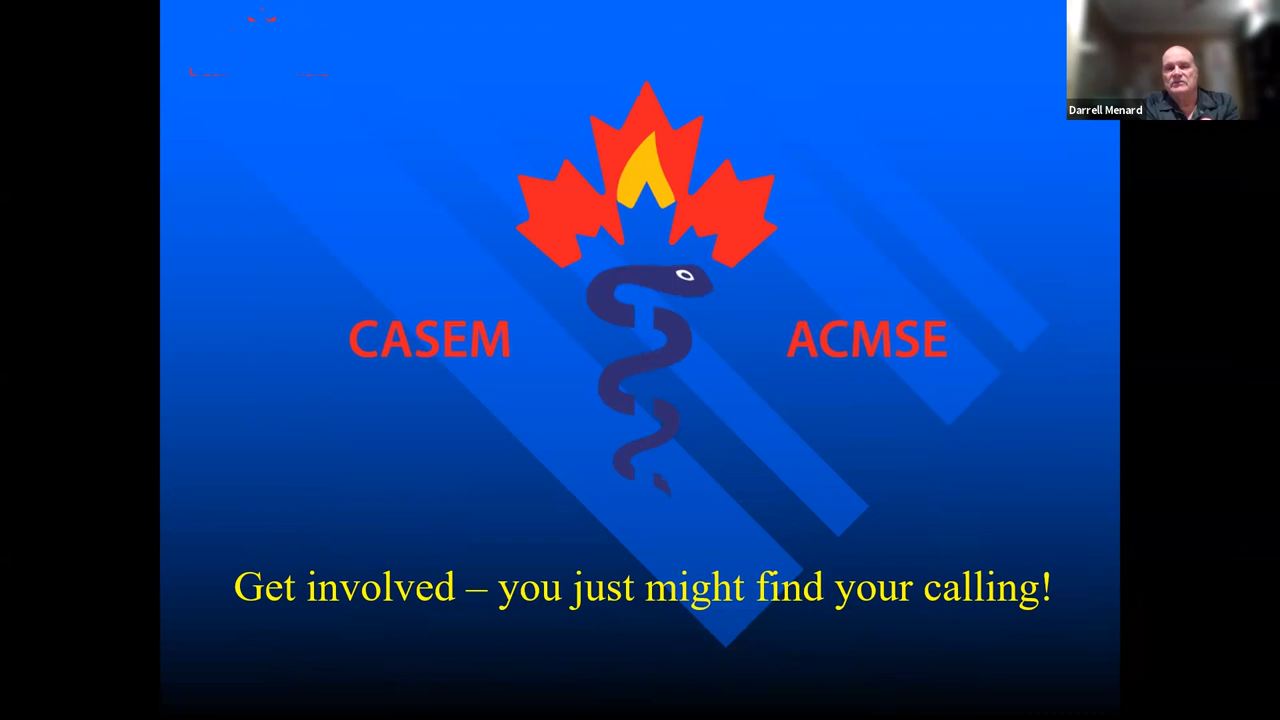 Darrell Menard
CASEM
ACMSE
Get involved – you just might find your calling!